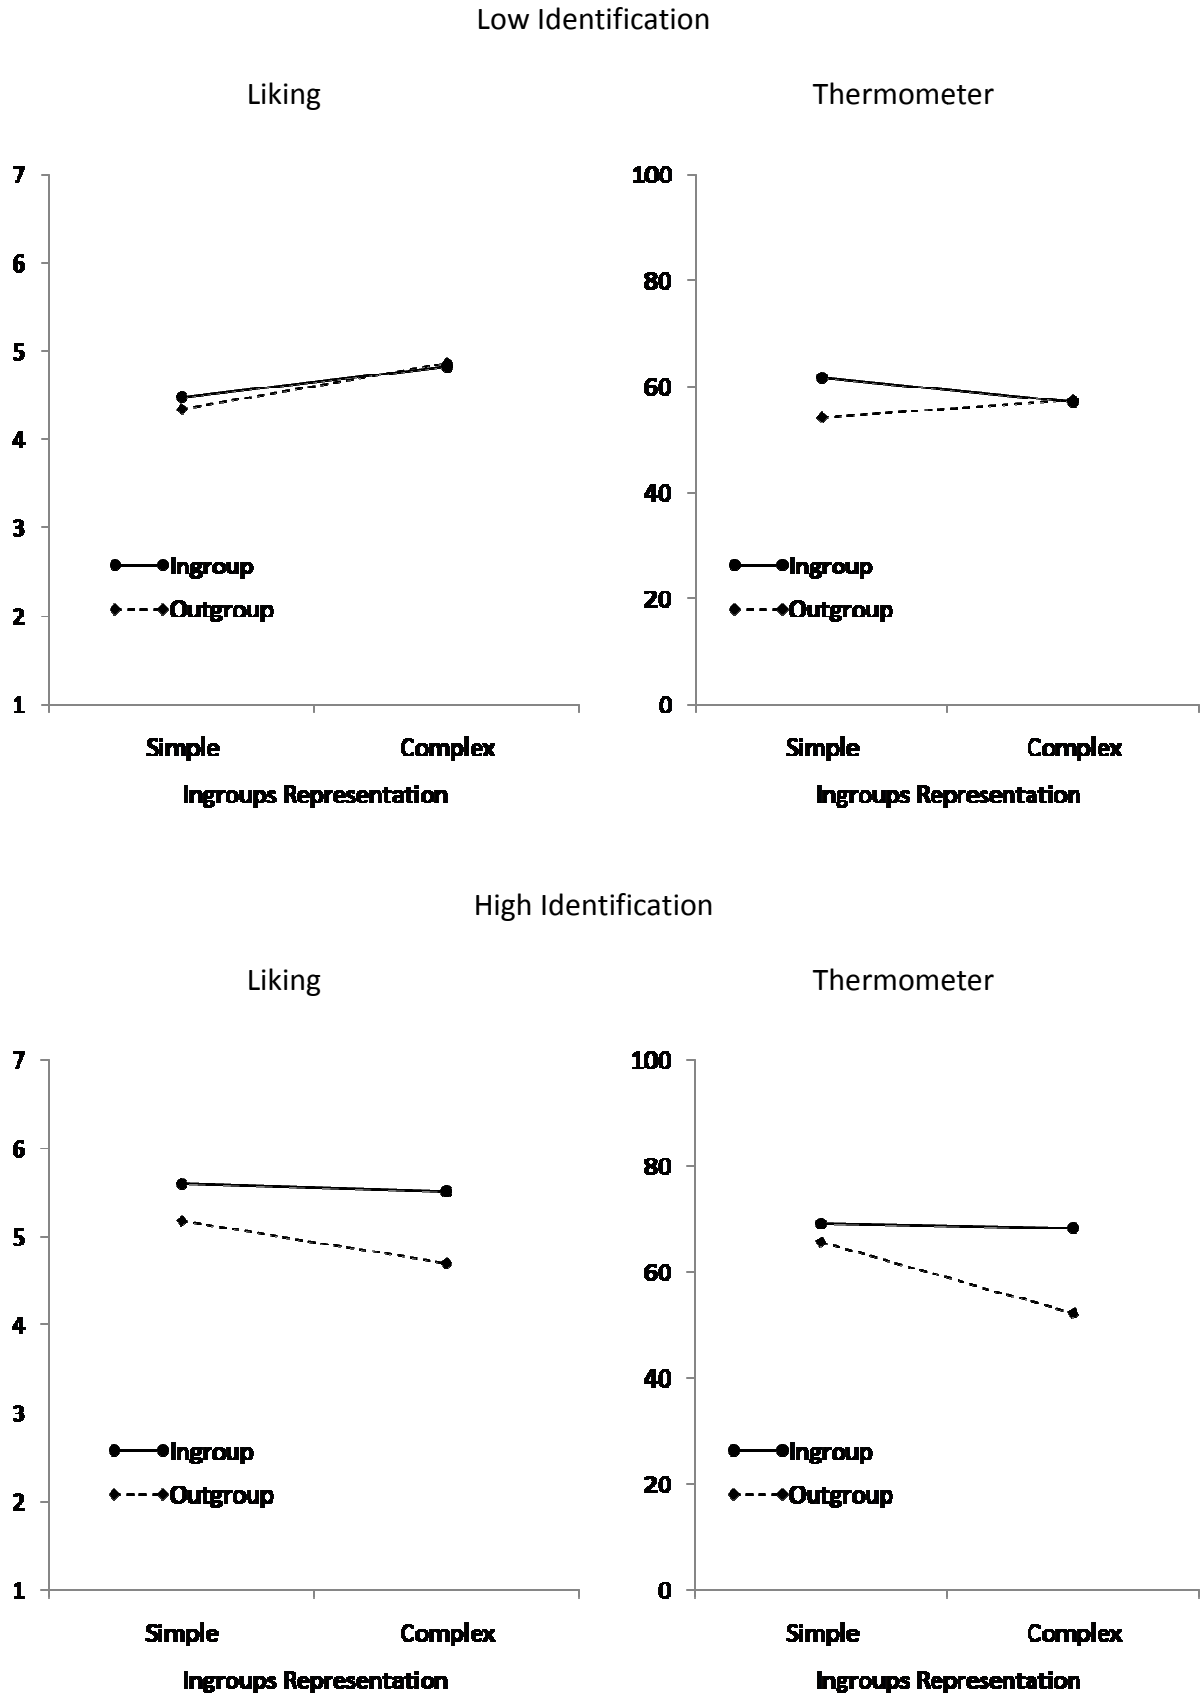 Low Identification
Liking
Thermometer
7
6
5
4
3
2
1
Ingroup
Outgroup
Simple
Complex
Ingroups Representation
100
80
60
40
20
0
Ingroup
Outgroup
Simple
Complex
Ingroups Representation
High Identification
Liking
Thermometer
7
6
5
4
3
2
1
Ingroup
Outgroup
Simple
Complex
Ingroups Representation
100
80
60
40
20
0
Ingroup
Outgroup
Simple
Complex
Ingroups Representation